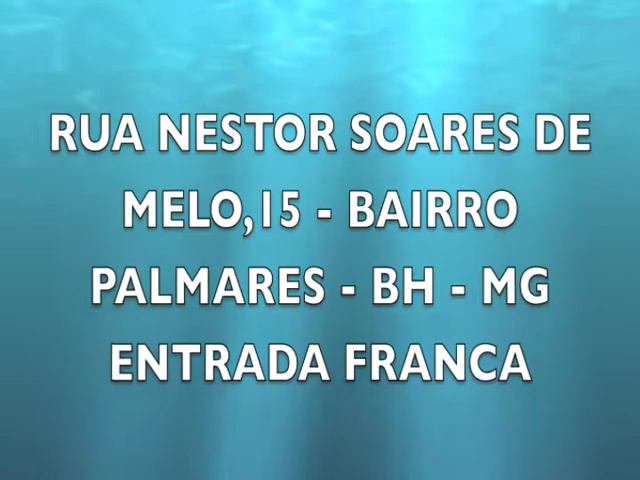 RUA NESTOR SOARES DE
MELO,15 - BAIRRO
PALMARES - BH - MG
ENTRADA FRANCA